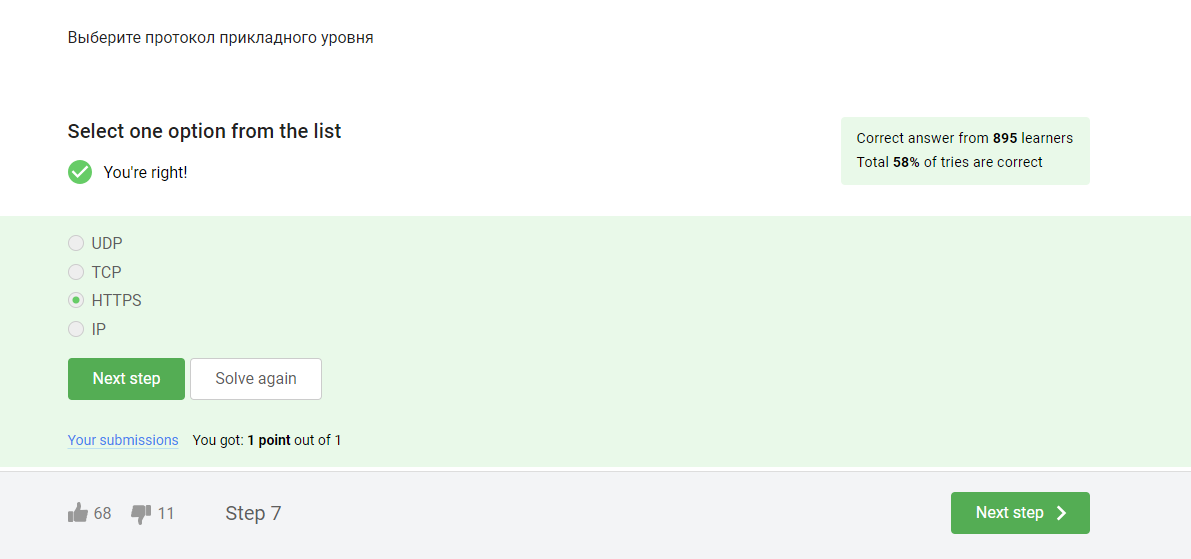 Выберите протокол прикладного уровня
Select one option from the list
You're right!
Correct answer from 895 learners
Total 58% of tries are correct
UDP
TCP
HTTPS
IP
Next step
Solve again
Your submissions You got: 1 point out of 1
68
11
Step 7
Next step